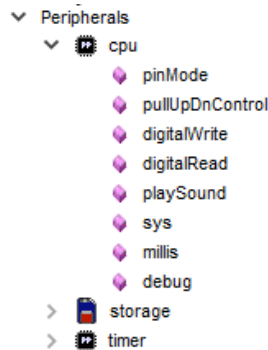 Peripherals
cpu
pinMode
pullUpDnControl
digitalWrite
digitalRead
playSound
sys
millis
debug
storage
timer